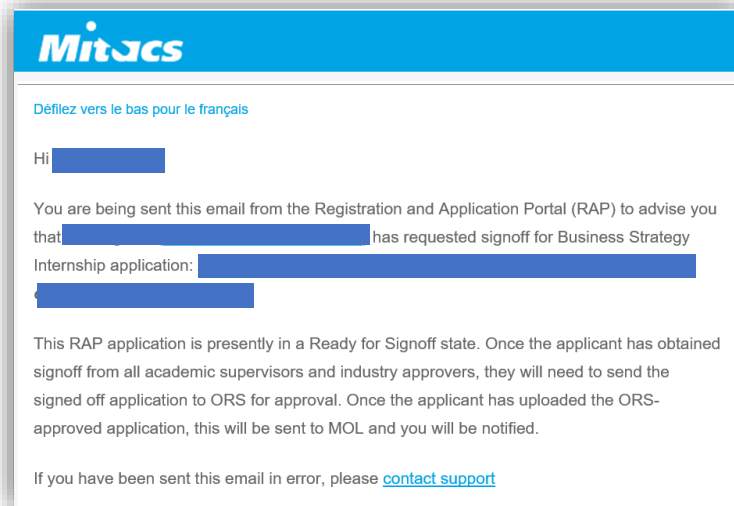 Mitacs
Défilez vers le bas pour le français
Hi
You are being sent this email from the Registration and Application Portal (RAP) to advise you
that has requested signoff for Business Strategy
Internship application:
This RAP application is presently in a Ready for Signoff state. Once the applicant has obtained
signoff from all academic supervisors and industry approvers, they will need to send the
signed off application to ORS for approval. Once the applicant has uploaded the ORS-
approved application, this will be sent to MOL and you will be notified.
If you have been sent this email in error, please contact support